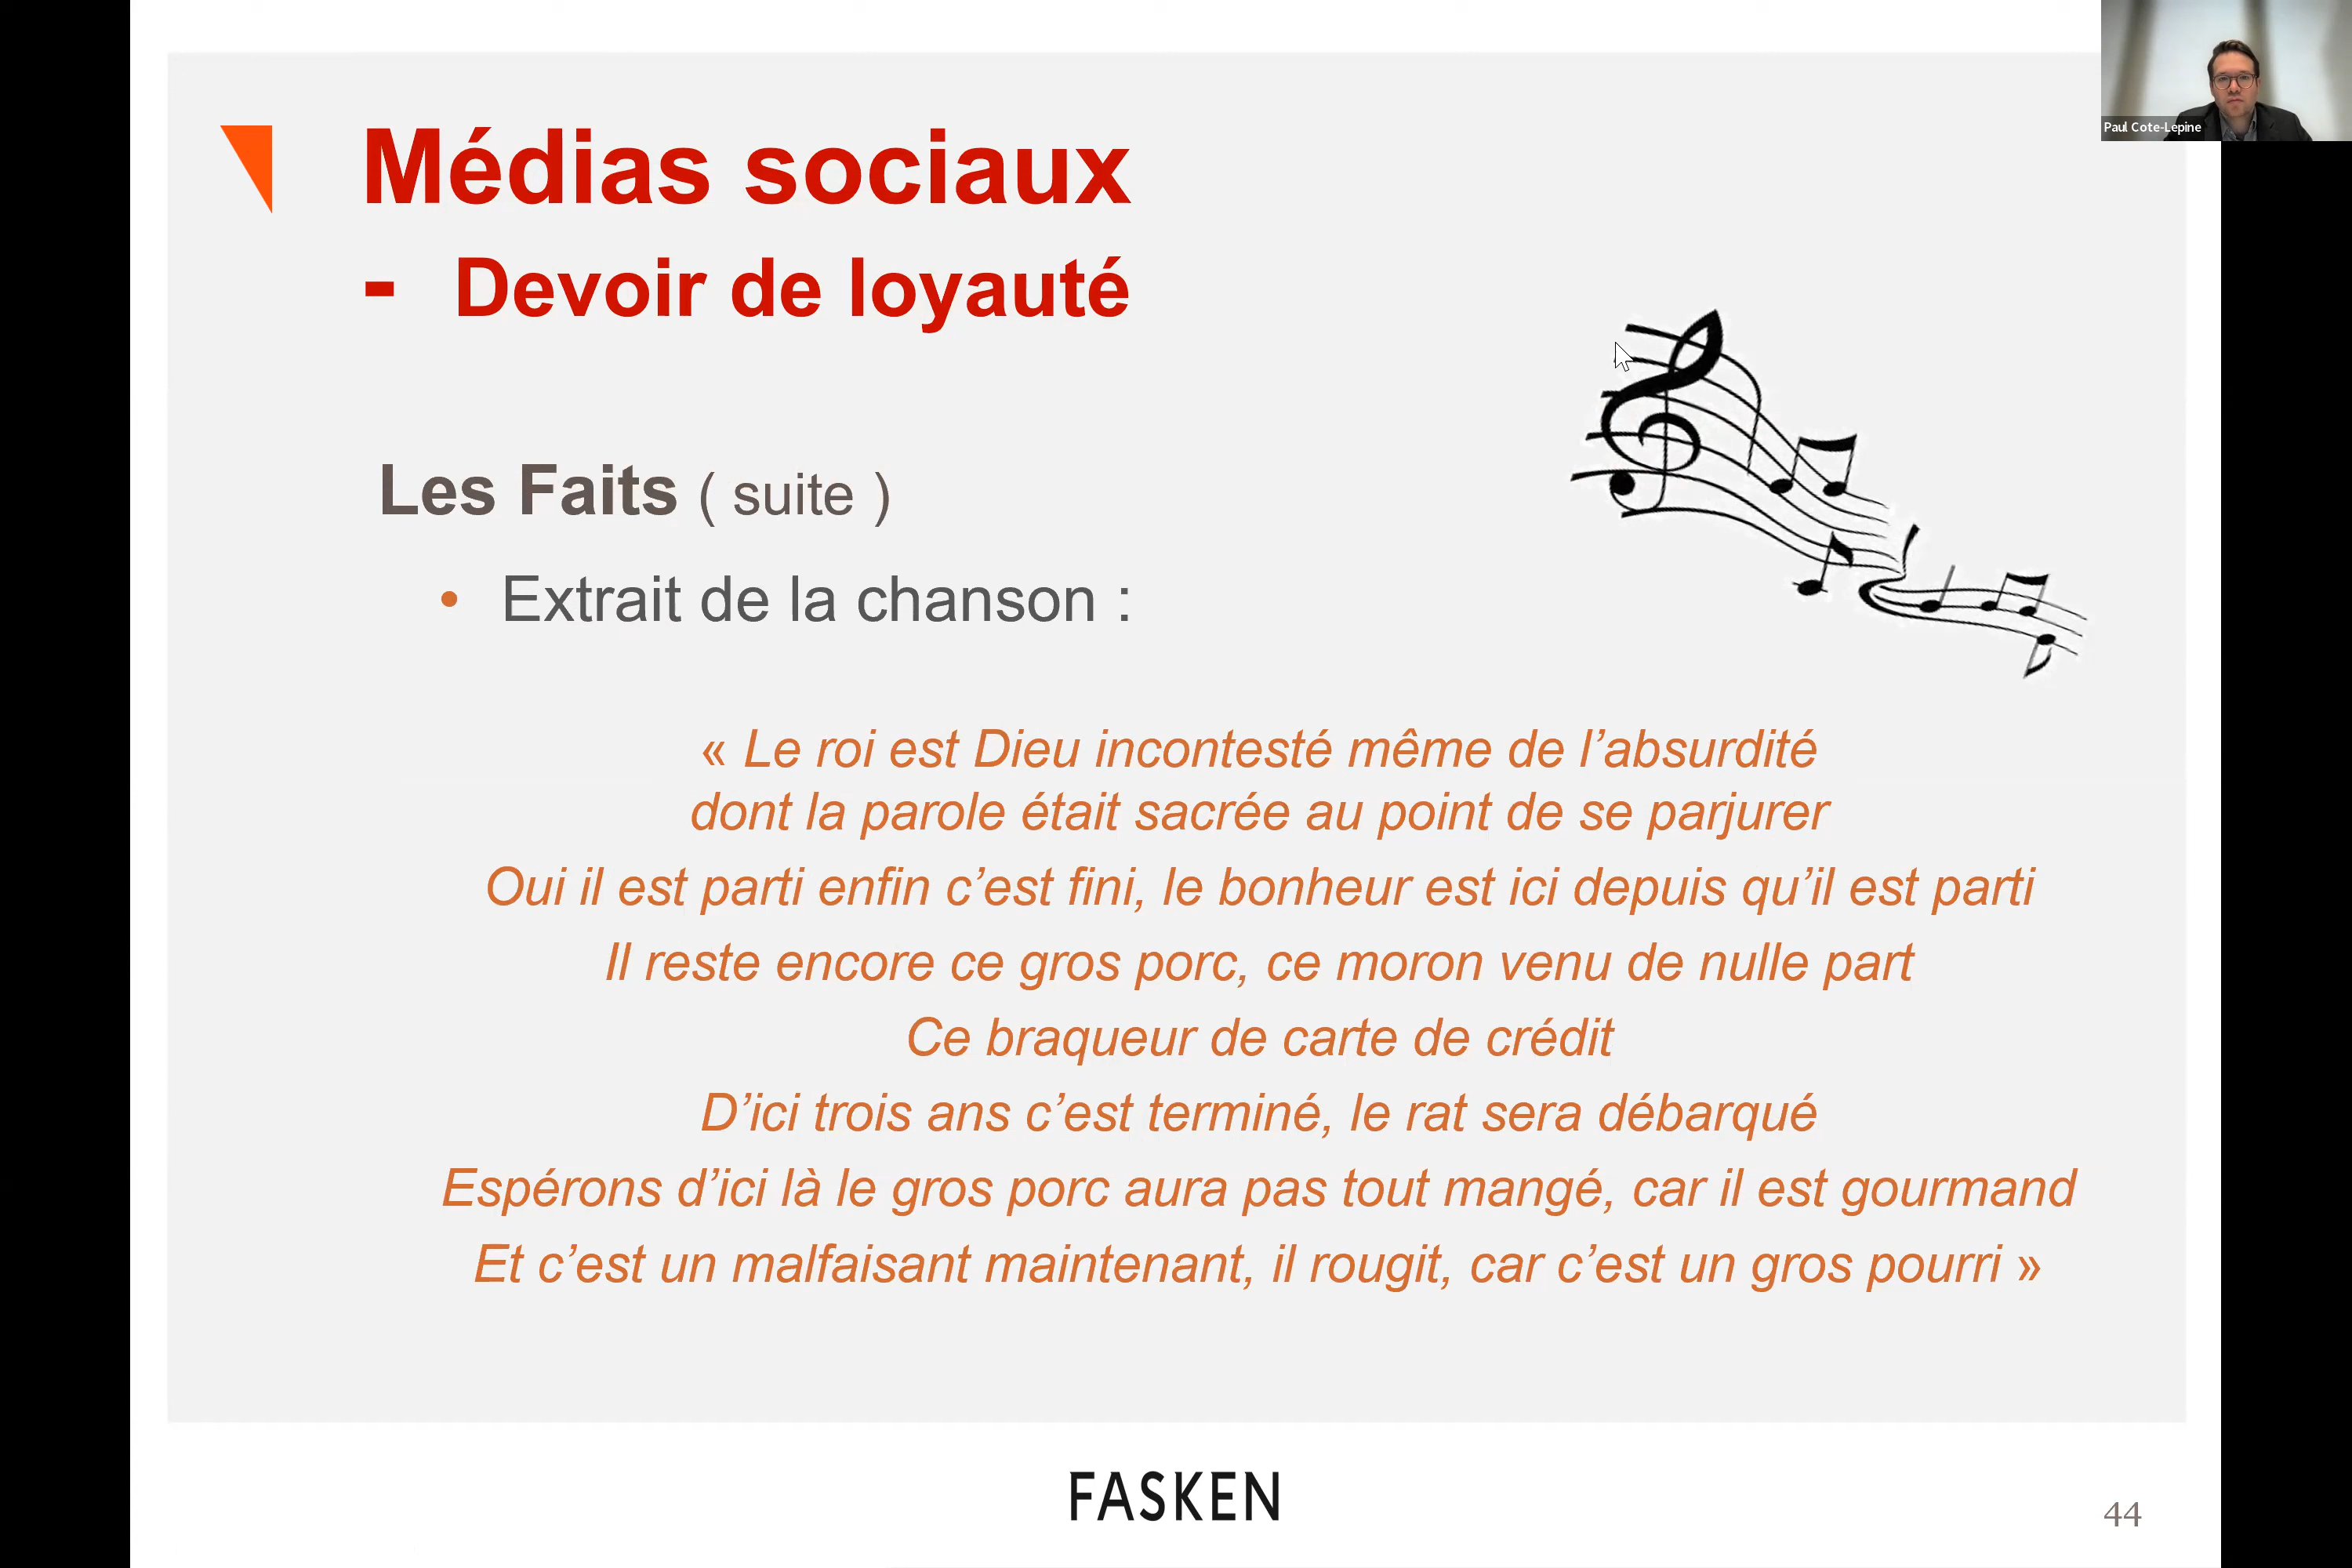 Paul Cote-Lepine
Médias sociaux
- Devoir de loyauté
Les Faits ( suite )
• Extrait de la chanson :
« Le roi est Dieu incontesté même de l’absurdité
dont la parole était sacrée au point de se parjurer
Oui il est parti enfin c’est fini, le bonheur est ici depuis qu’il est parti
Il reste encore ce gros porc, ce moron venu de nulle part
Ce braqueur de carte de crédit
D’ici trois ans c’est terminé, le rat sera débarqué
Espérons d’ici là le gros porc aura pas tout mangé, car il est gourmand
Et c’est un malfaisant maintenant, il rougit, car c’est un gros pourri »
FASKEN
44